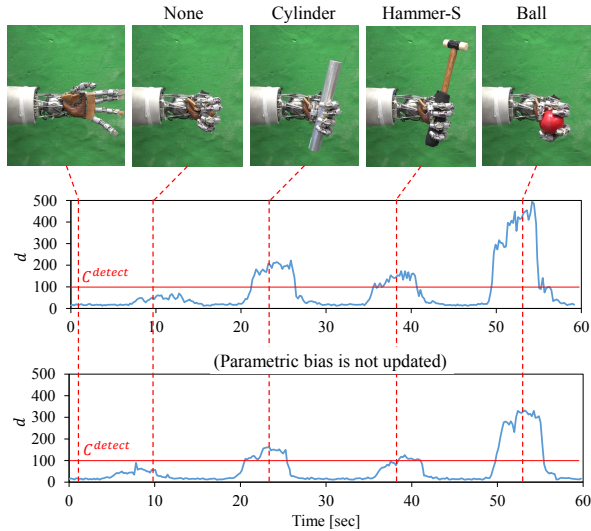 None Cylinder Hammer-S Ball
500
400
300
200
100
0
d
C^detect
0 10 20 30 40 50 60
(Parametric bias is not updated)
500
400
300
200
100
0
d
C^detect
0 10 20 30 40 50 60
Time [sec]